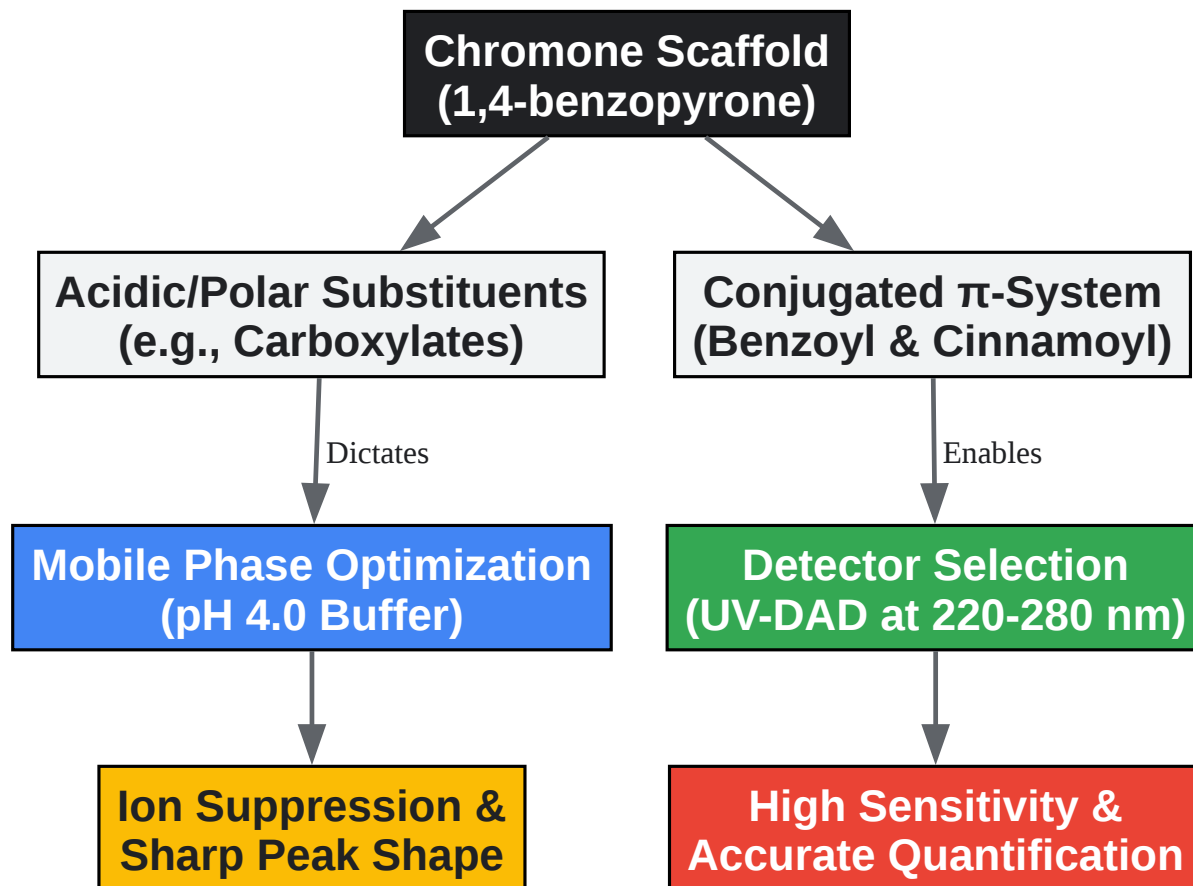 Chromone Scaffold
(1,4-benzopyrone)
Acidic/Polar Substituents
(e.g., Carboxylates)
Conjugated π-System
(Benzoyl & Cinnamoyl)
Dictates
Enables
Mobile Phase Optimization
(pH 4.0 Buffer)
Detector Selection
(UV-DAD at 220-280 nm)
Ion Suppression &
Sharp Peak Shape
High Sensitivity &
Accurate Quantification